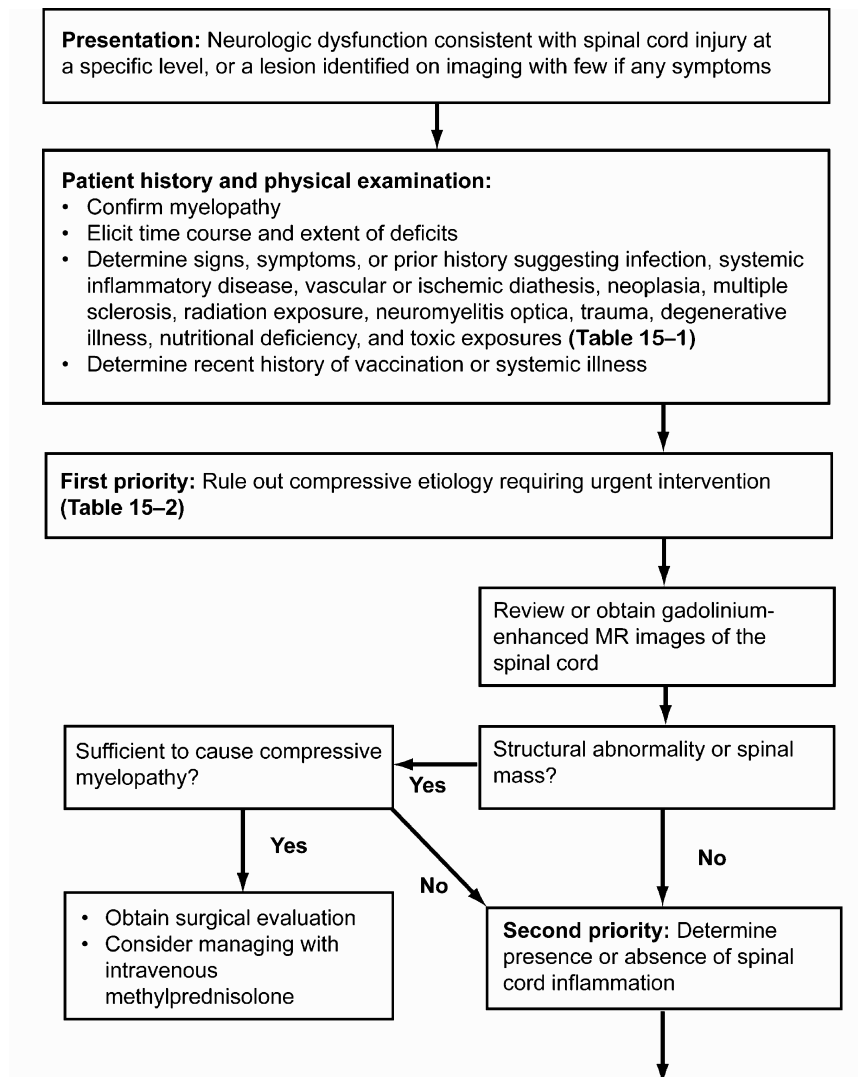 Presentation: Neurologic dysfunction consistent with spinal cord injury at
a specific level, or a lesion identified on imaging with few if any symptoms
Patient history and physical examination:
• Confirm myelopathy
• Elicit time course and extent of deficits
• Determine signs, symptoms, or prior history suggesting infection, systemic
inflammatory disease, vascular or ischemic diathesis, neoplasia, multiple
sclerosis, radiation exposure, neuromyelitis optica, trauma, degenerative
illness, nutritional deficiency, and toxic exposures (Table 15–1)
• Determine recent history of vaccination or systemic illness
First priority: Rule out compressive etiology requiring urgent intervention
(Table 15–2)
Review or obtain gadolinium-
enhanced MR images of the
spinal cord
Structural abnormality or spinal
mass?
Yes
Sufficient to cause compressive
myelopathy?
Yes
No
No
• Obtain surgical evaluation
• Consider managing with
intravenous
methylprednisolone
Second priority: Determine
presence or absence of spinal
cord inflammation